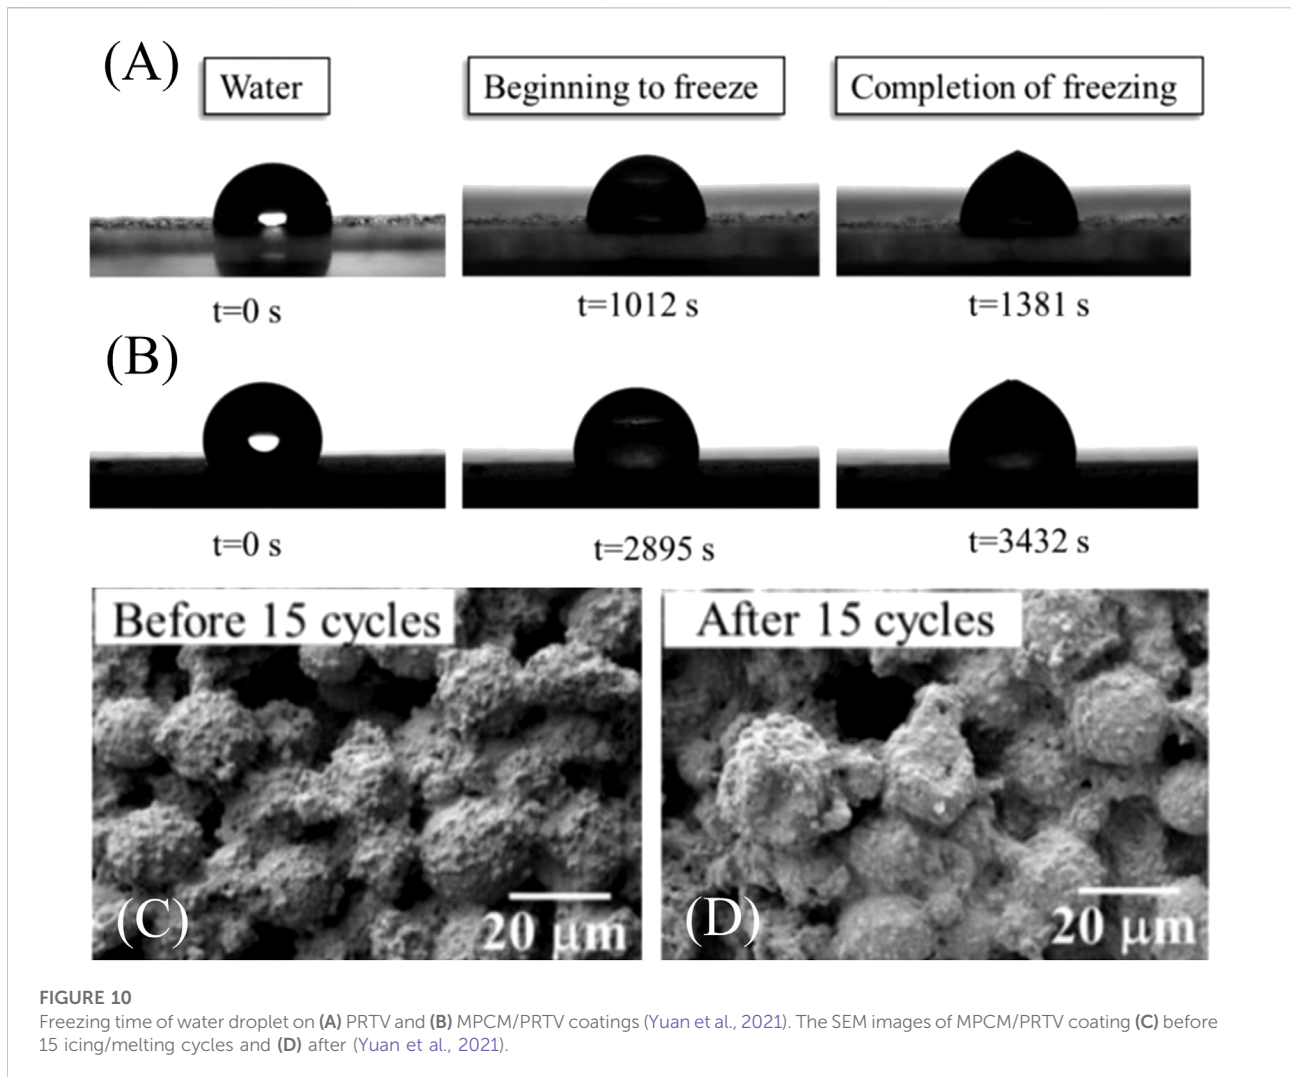 (A)
Water
Beginning to freeze
Completion of freezing
t=0 s
t=1012 s
t=1381 s
(B)
t=0 s
t=2895 s
t=3432 s
Before 15 cycles
After 15 cycles
(C)
20 μm
(D)
20 μm
FIGURE 10
Freezing time of water droplet on (A) PRTV and (B) MPCM/PRTV coatings (Yuan et al., 2021). The SEM images of MPCM/PRTV coating (C) before
15 icing/melting cycles and (D) after (Yuan et al., 2021).